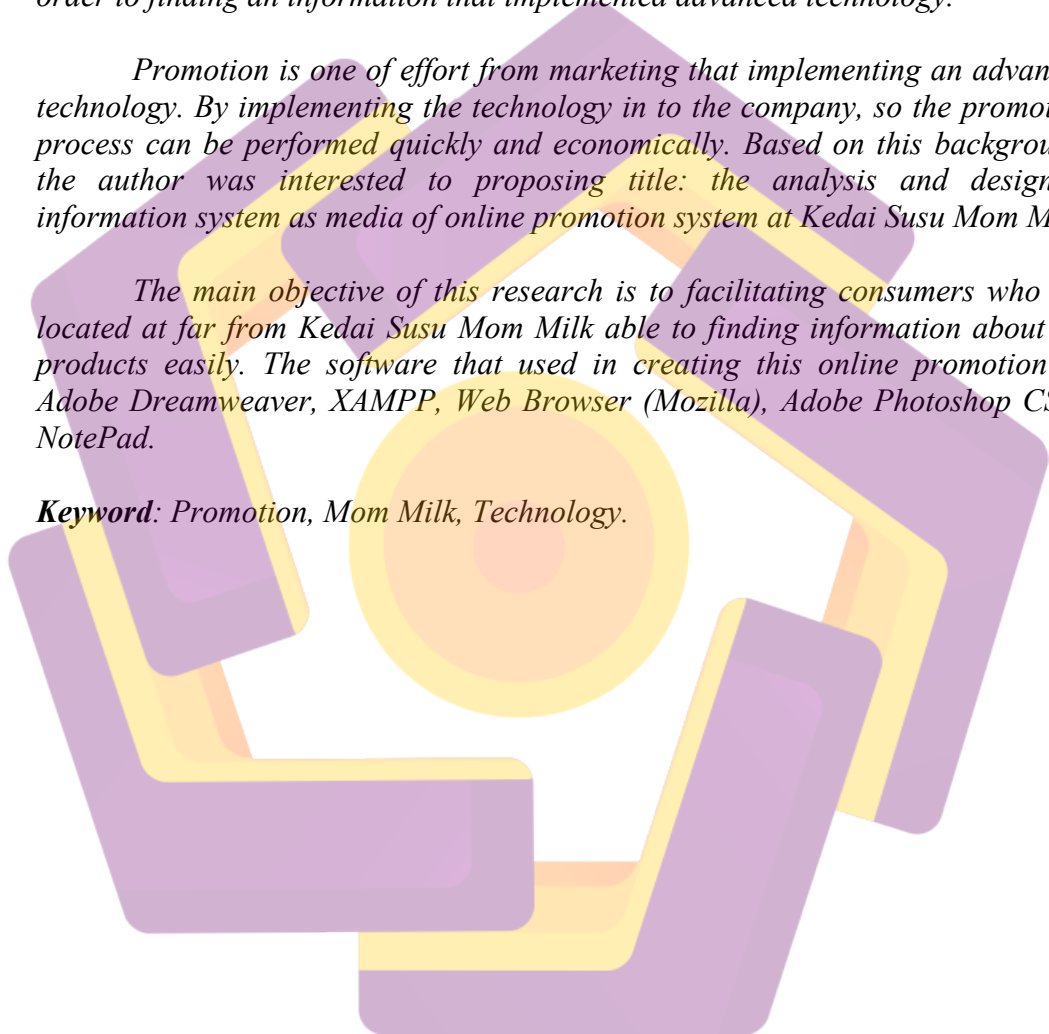 order to finding an information that implemented advanced technology.
Promotion is one of effort from marketing that implementing an advan
technology. By implementing the technology in to the company, so the promot
process can be performed quickly and economically. Based on this backgrou
the author was interested to proposing title: the analysis and design
information system as media of online promotion system at Kedai Susu Mom M
The main objective of this research is to facilitating consumers who
located at far from Kedai Susu Mom Milk able to finding information about
products easily. The software that used in creating this online promotion
Adobe Dreamweaver, XAMPP, Web Browser (Mozilla), Adobe Photoshop CS
NotePad.
Keyword: Promotion, Mom Milk, Technology.